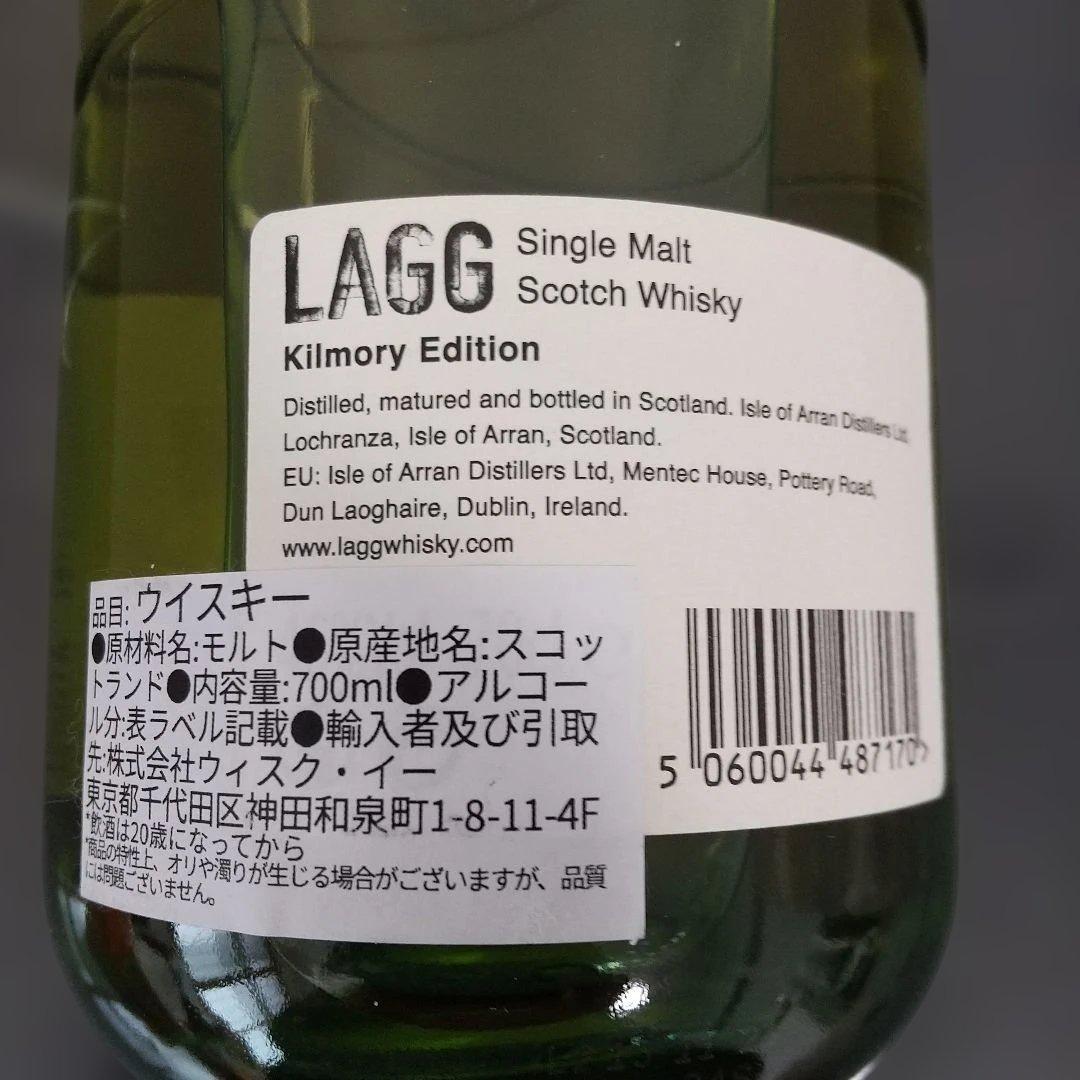 LAGG Single Malt
Scotch Whisky
Kilmory Edition
Distilled, matured and bottled in Scotland. Isle of Arran Distillers Ltd,
Lochranza, Isle of Arran, Scotland.
EU: Isle of Arran Distillers Ltd, Mentec House, Pottery Road,
Dun Laoghaire, Dublin, Ireland.
www.laggwhisky.com
5 060044 487170 >
品目: ウイスキー
●原材料名:モルト●原産地名:スコッ
トランド●内容量:700ml●アルコー
ル分:表ラベル記載●輸入者及び引取
先:株式会社ウィスク・イー
東京都千代田区神田和泉町1-8-11-4F
*飲酒は20歳になってから
*商品の特性上、オリや濁りが生じる場合がございますが、品質
には問題ございません。